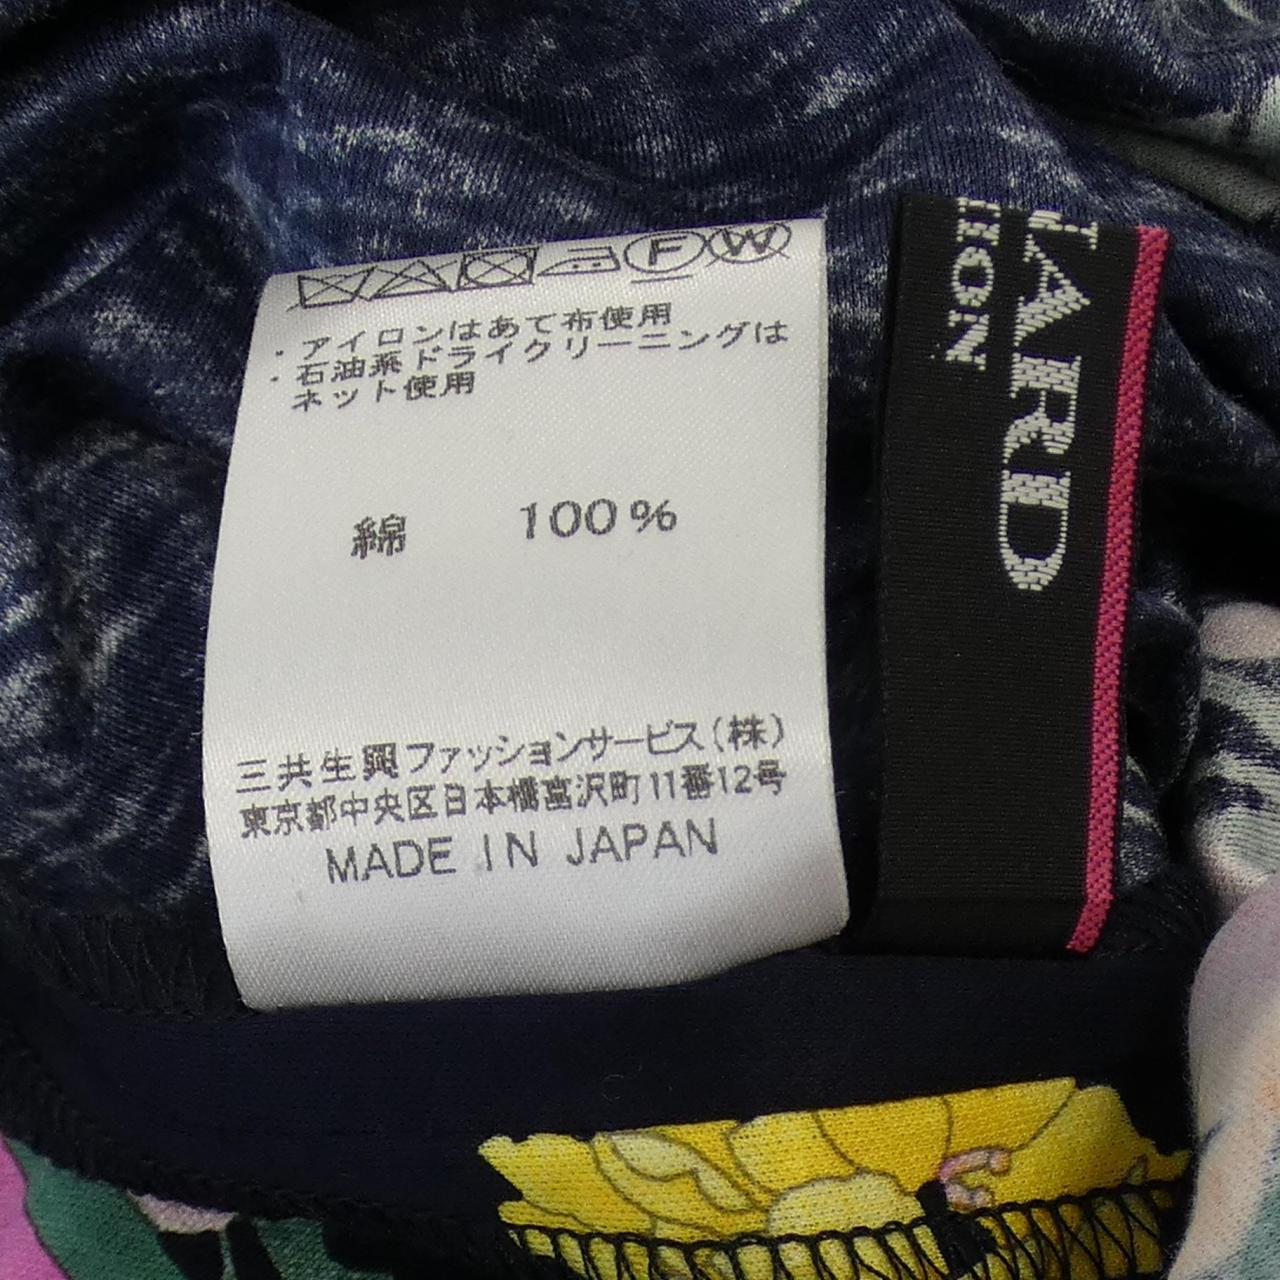 F W
・アイロンはあて布使用
・石油系ドライクリーニングは
ネット使用
綿 100%
三共生興ファッションサービス(株)
東京都中央区日本橋富沢町11番12号
MADE IN JAPAN
ARD
ION